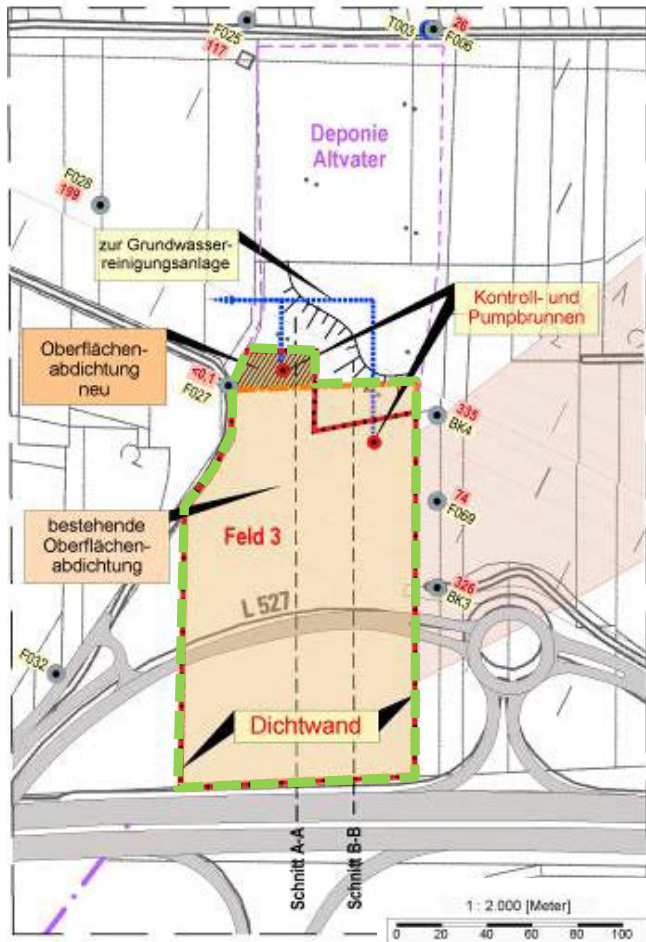 F025
117
T003
26
F006
Deponie
Altvater
F028
199
zur Grundwasser-
reinigungsanlage
Kontroll- und
Pumpbrunnen
Oberflächen-
abdichtung
neu
<0,1
F027
335
BK4
bestehende
Oberflächen-
abdichtung
Feld 3
74
F069
L 527
326
BK3
F032
Dichtwand
Schnitt A-A
Schnitt B-B
1 : 2.000 [Meter]
0 20 40 60 80 100